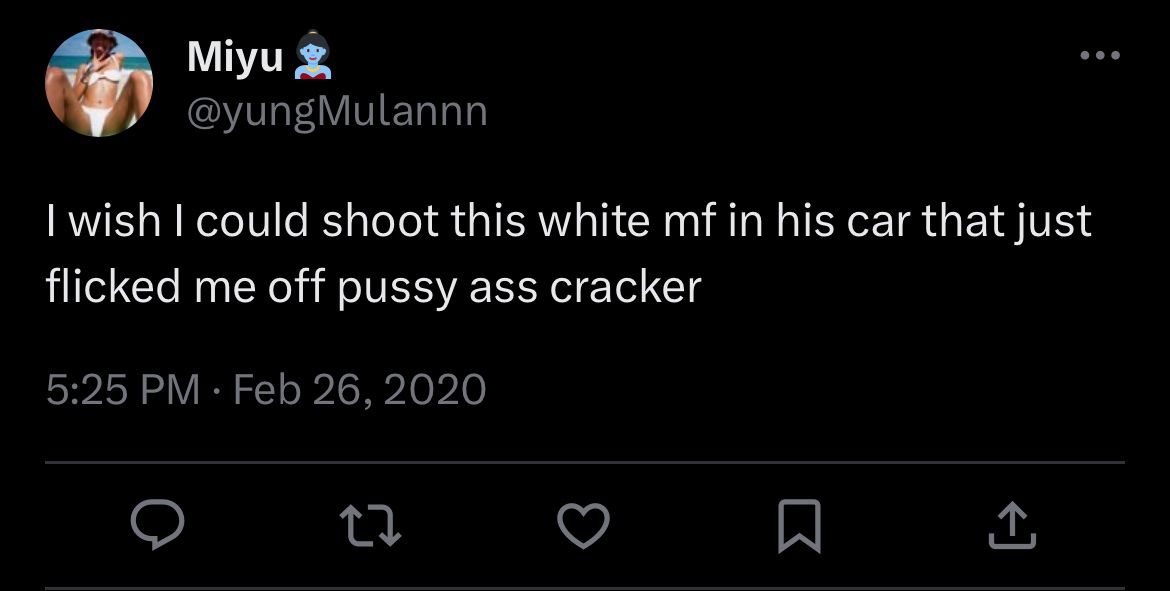 Miyu
@yungMulannn
I wish I could shoot this white mf in his car that just
flicked me off pussy ass cracker
5:25 PM · Feb 26, 2020